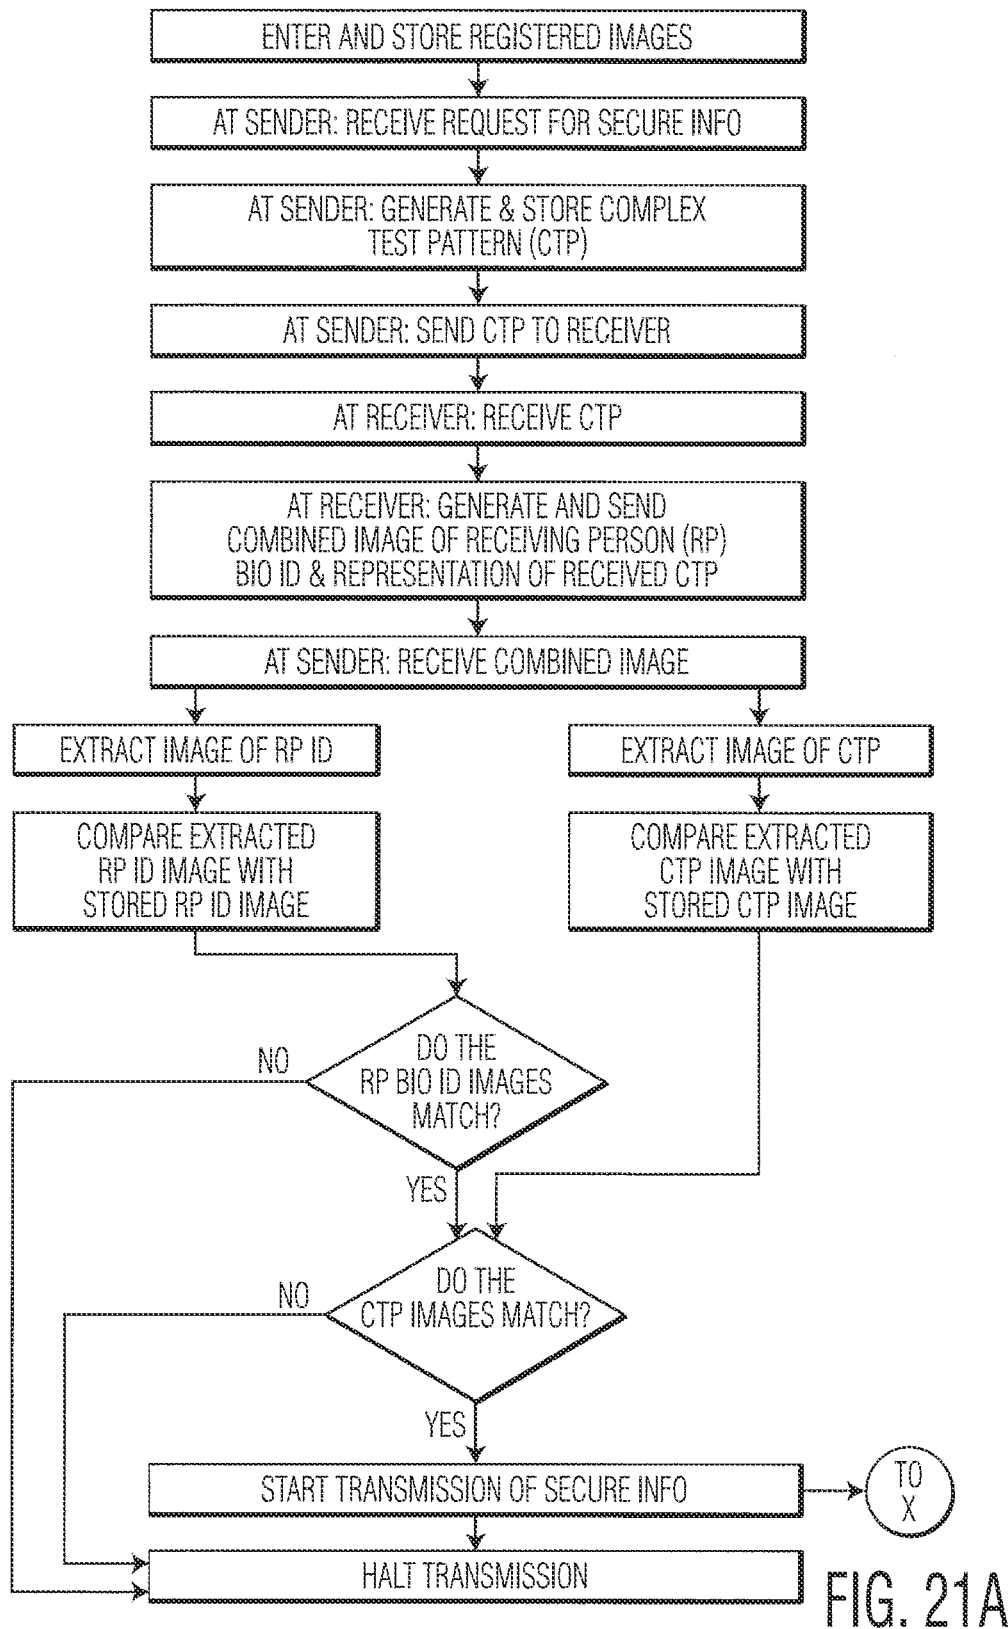 ENTER AND STORE REGISTERED IMAGES
AT SENDER: RECEIVE REQUEST FOR SECURE INFO
AT SENDER: GENERATE & STORE COMPLEX
TEST PATTERN (CTP)
AT SENDER: SEND CTP TO RECEIVER
AT RECEIVER: RECEIVE CTP
AT RECEIVER: GENERATE AND SEND
COMBINED IMAGE OF RECEIVING PERSON (RP)
BIO ID & REPRESENTATION OF RECEIVED CTP
AT SENDER: RECEIVE COMBINED IMAGE
EXTRACT IMAGE OF RP ID
EXTRACT IMAGE OF CTP
COMPARE EXTRACTED
RP ID IMAGE WITH
STORED RP ID IMAGE
COMPARE EXTRACTED
CTP IMAGE WITH
STORED CTP IMAGE
NO
DO THE
RP BIO ID IMAGES
MATCH?
YES
NO
DO THE
CTP IMAGES MATCH?
YES
START TRANSMISSION OF SECURE INFO
TO
X
HALT TRANSMISSION
FIG. 21A